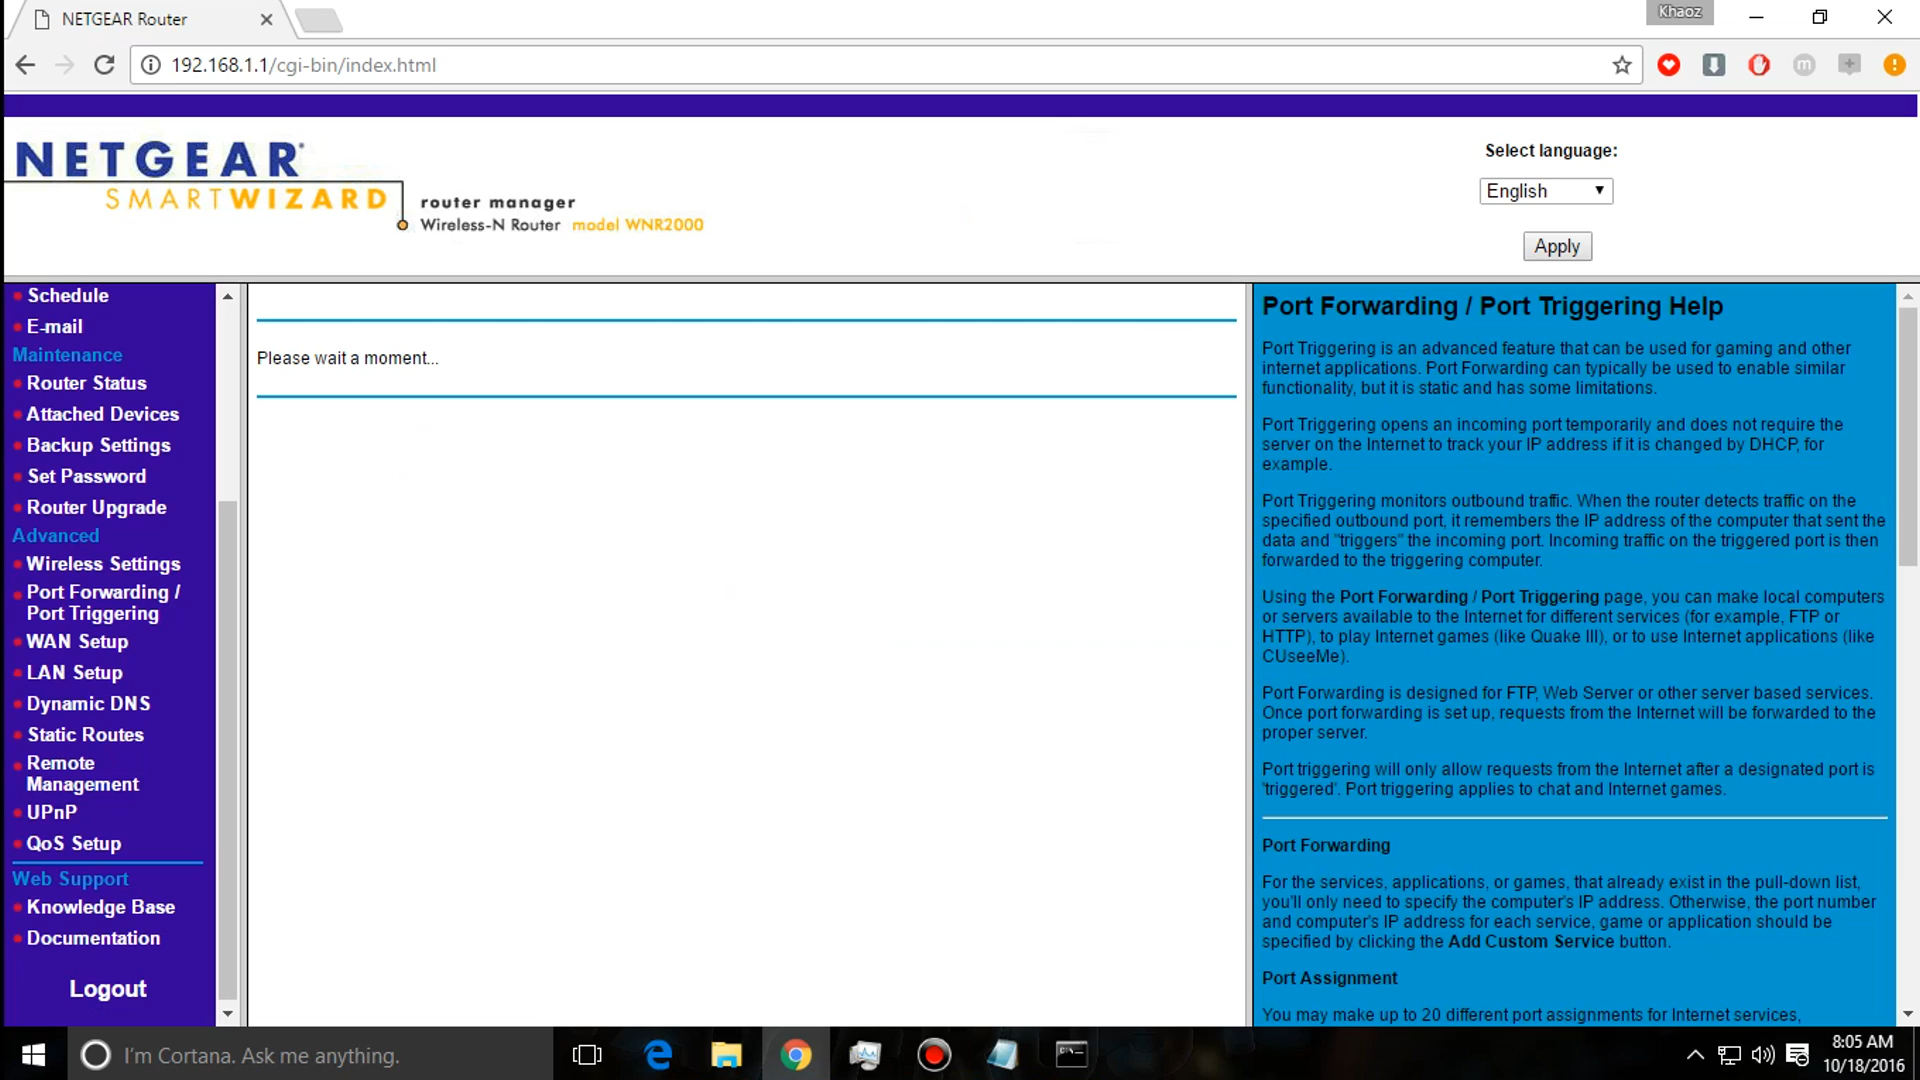 NETGEAR Router
Khaoz
192.168.1.1/cgi-bin/index.html
NETGEAR®
SMARTWIZARD
router manager
Wireless-N Router model WNR2000
Select language:
English
Apply
Schedule
E-mail
Maintenance
Router Status
Attached Devices
Backup Settings
Set Password
Router Upgrade
Advanced
Wireless Settings
Port Forwarding /
Port Triggering
WAN Setup
LAN Setup
Dynamic DNS
Static Routes
Remote
Management
UPnP
QoS Setup
Web Support
Knowledge Base
Documentation
Logout
Please wait a moment...
Port Forwarding / Port Triggering Help
Port Triggering is an advanced feature that can be used for gaming and other
internet applications. Port Forwarding can typically be used to enable similar
functionality, but it is static and has some limitations.
Port Triggering opens an incoming port temporarily and does not require the
server on the Internet to track your IP address if it is changed by DHCP, for
example.
Port Triggering monitors outbound traffic. When the router detects traffic on the
specified outbound port, it remembers the IP address of the computer that sent the
data and "triggers" the incoming port. Incoming traffic on the triggered port is then
forwarded to the triggering computer.
Using the Port Forwarding / Port Triggering page, you can make local computers
or servers available to the Internet for different services (for example, FTP or
HTTP), to play Internet games (like Quake III), or to use Internet applications (like
CUseeMe).
Port Forwarding is designed for FTP, Web Server or other server based services.
Once port forwarding is set up, requests from the Internet will be forwarded to the
proper server.
Port triggering will only allow requests from the Internet after a designated port is
'triggered'. Port triggering applies to chat and Internet games.
Port Forwarding
For the services, applications, or games, that already exist in the pull-down list,
you'll only need to specify the computer's IP address. Otherwise, the port number
and computer's IP address for each service, game or application should be
specified by clicking the Add Custom Service button.
Port Assignment
You may make up to 20 different port assignments for Internet services,
I'm Cortana. Ask me anything.
8:05 AM
10/18/2016